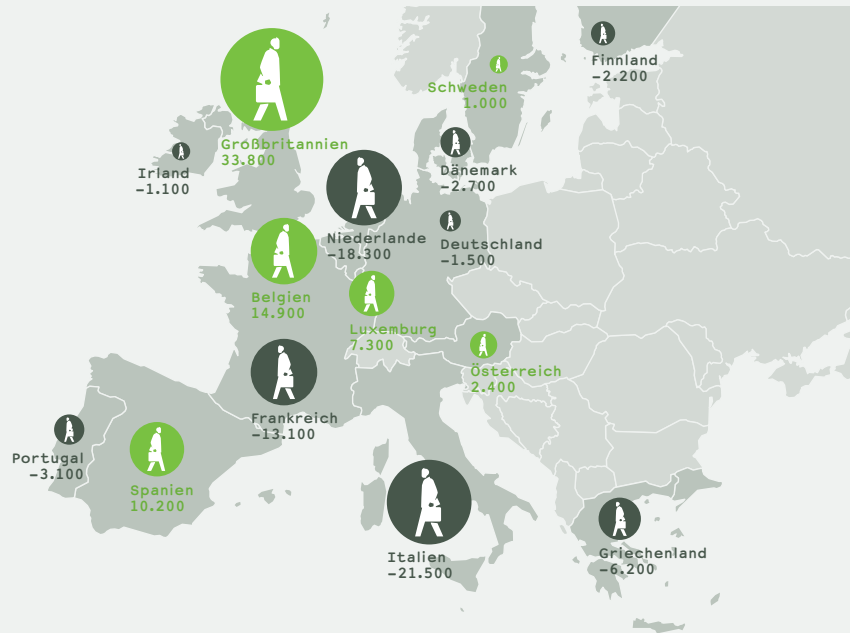 Finnland
−2.200
Schweden
1.000
Großbritannien
33.800
Irland
−1.100
Dänemark
−2.700
Niederlande
−18.300
Deutschland
−1.500
Belgien
14.900
Luxemburg
7.300
Österreich
2.400
Frankreich
−13.100
Portugal
−3.100
Spanien
10.200
Italien
−21.500
Griechenland
−6.200